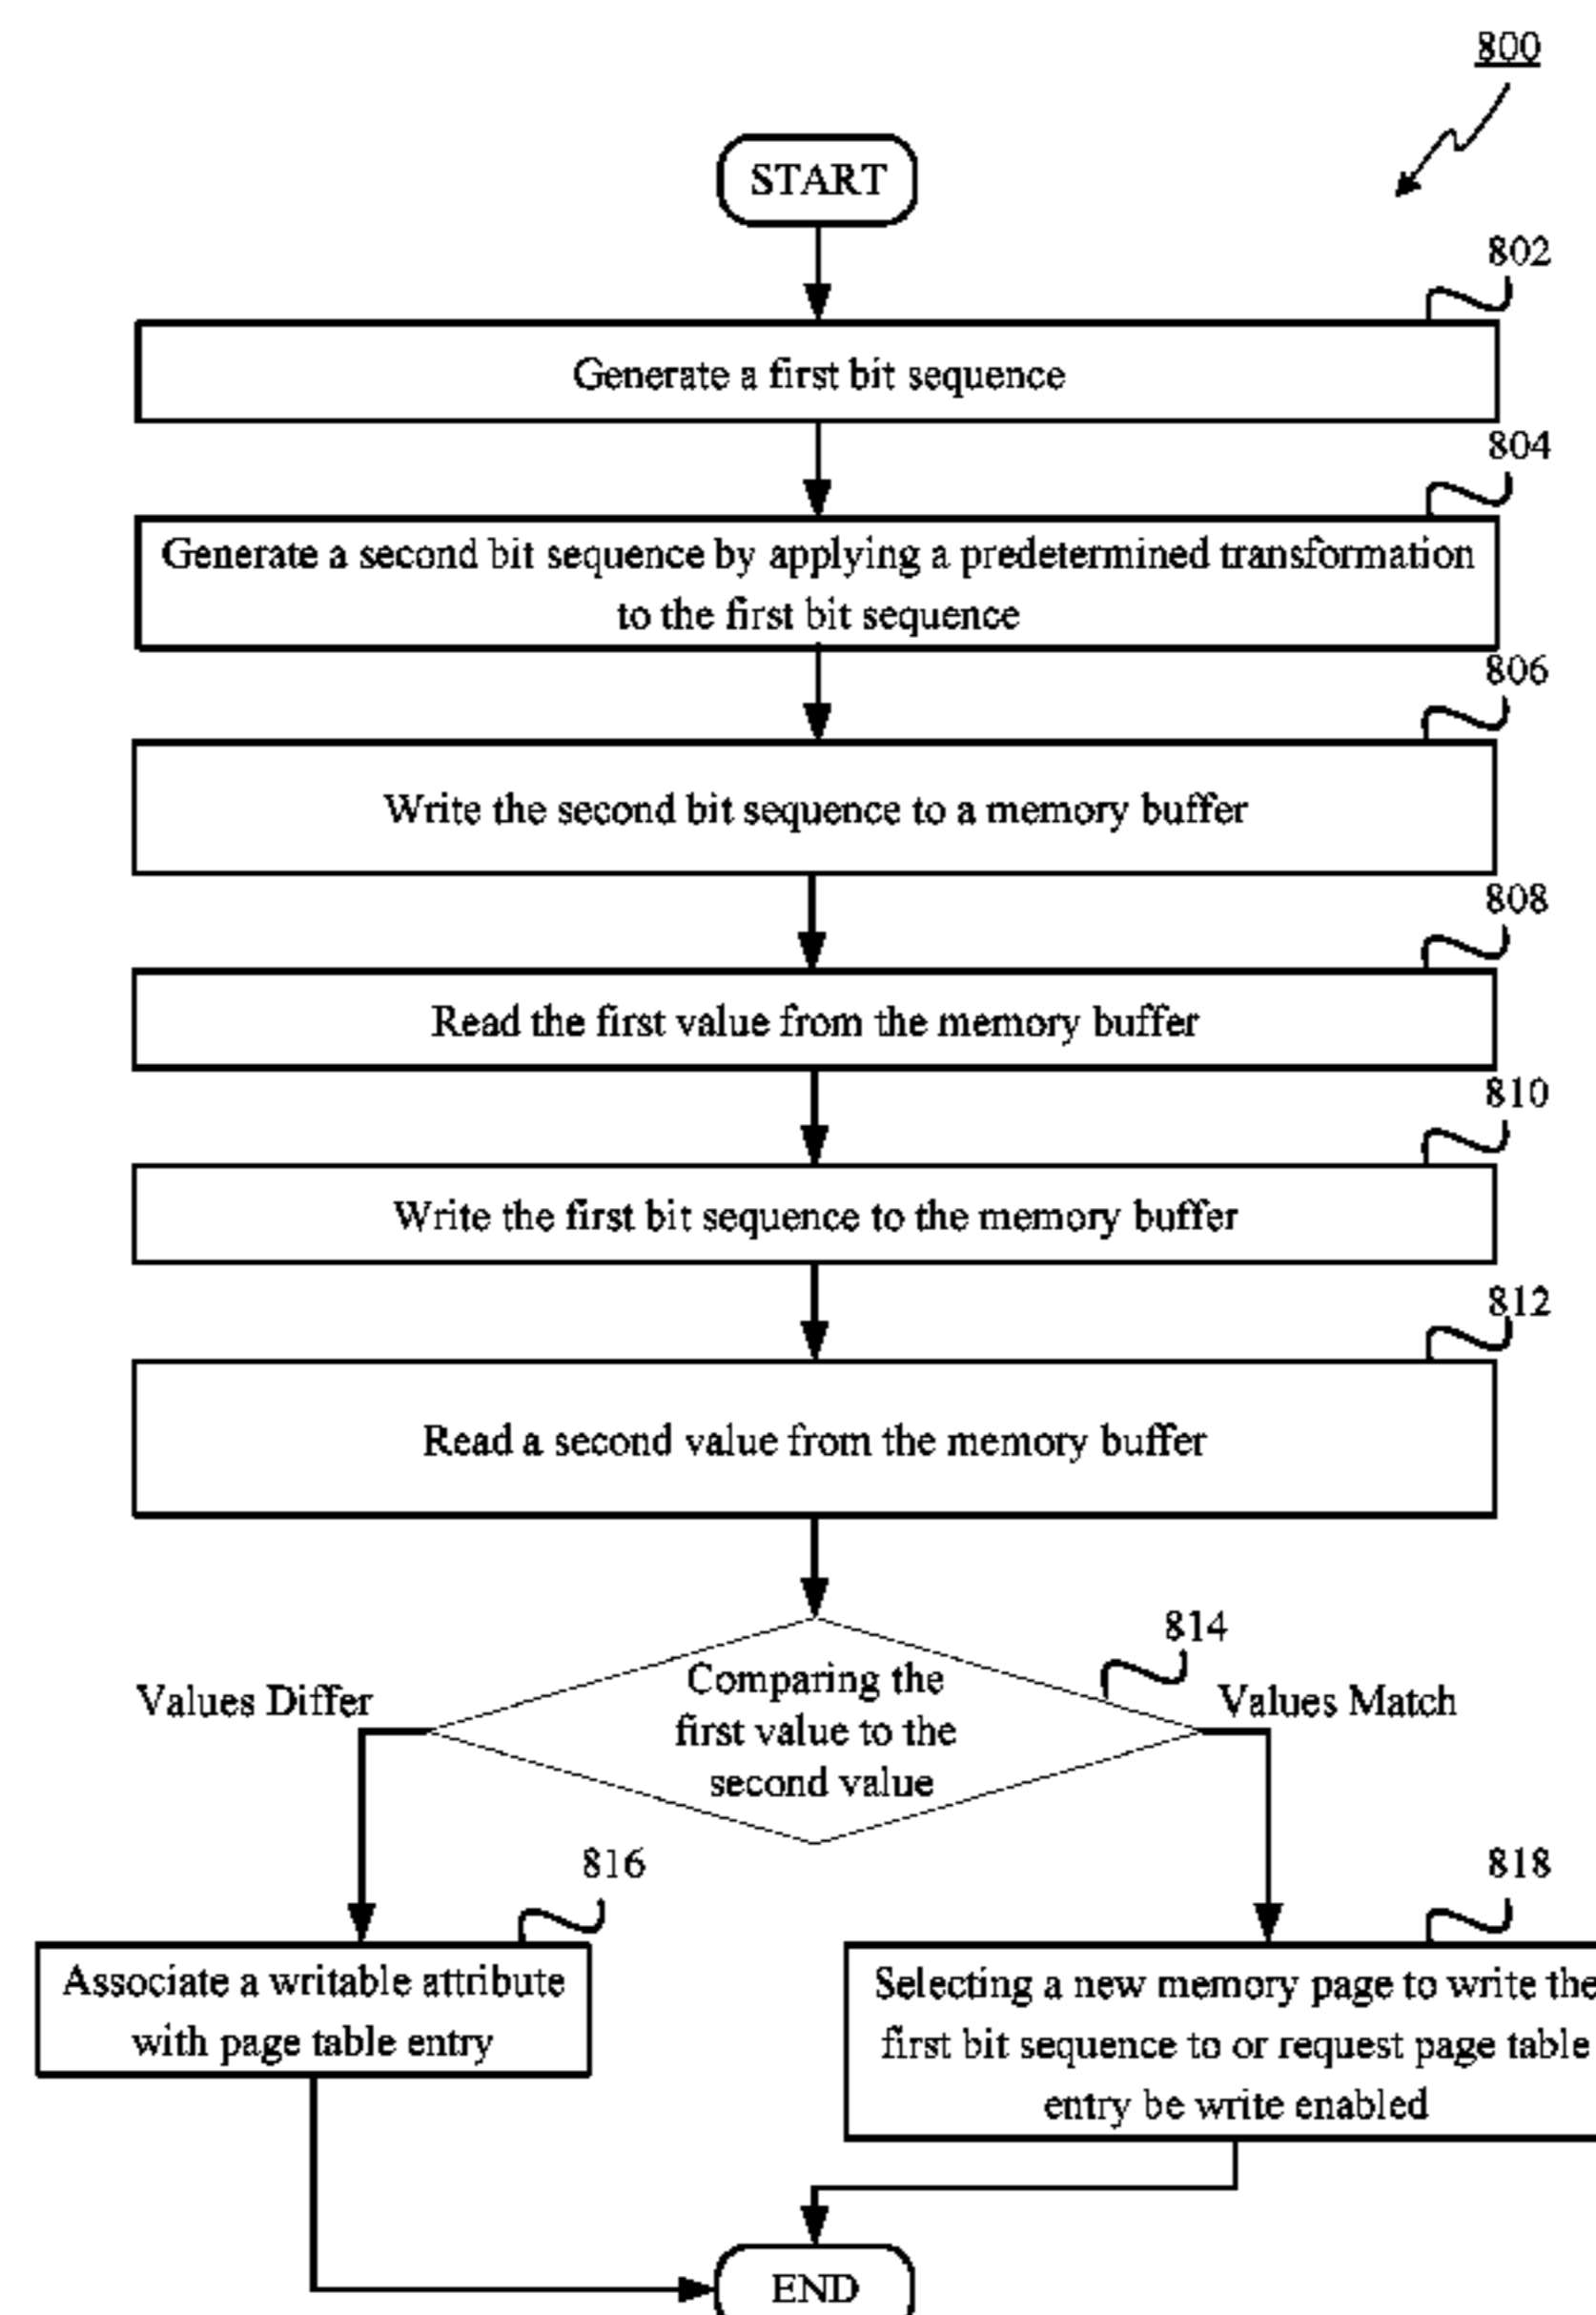 800
START
802
Generate a first bit sequence
804
Generate a second bit sequence by applying a predetermined transformation
to the first bit sequence
806
Write the second bit sequence to a memory buffer
808
Read the first value from the memory buffer
810
Write the first bit sequence to the memory buffer
812
Read a second value from the memory buffer
814
Comparing the
first value to the
second value
Values Differ
Values Match
816
Associate a writable attribute
with page table entry
818
Selecting a new memory page to write the
first bit sequence to or request page table
entry be write enabled
END